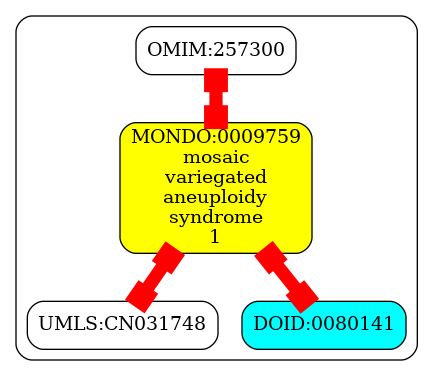 OMIM:257300
MONDO:0009759
mosaic
variegated
aneuploidy
syndrome
1
UMLS:CN031748
DOID:0080141